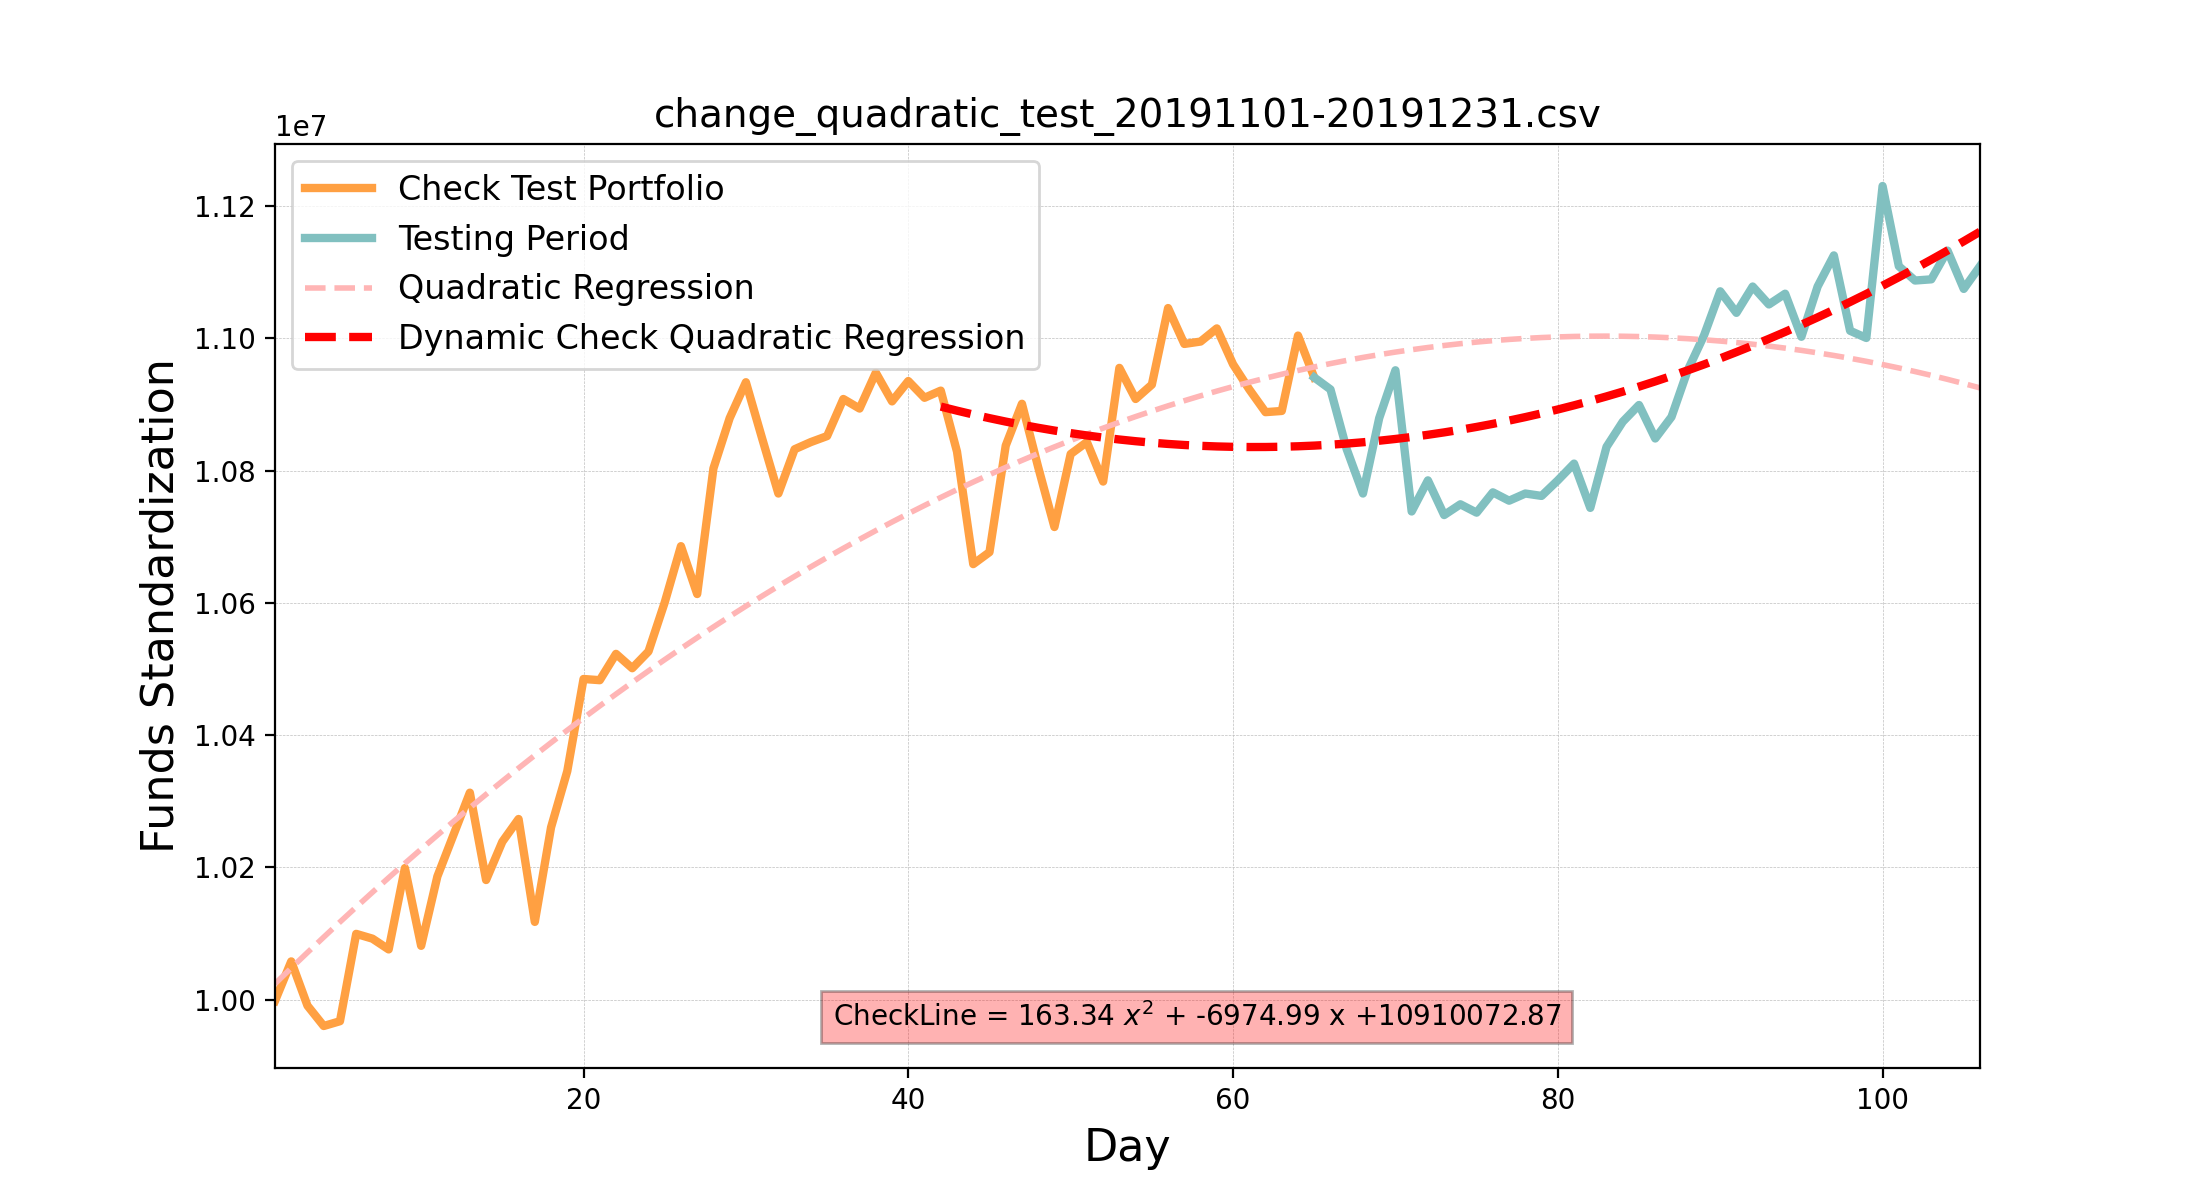 change_quadratic_test_20191101-20191231.csv
1e7
Check Test Portfolio
Testing Period
Quadratic Regression
Dynamic Check Quadratic Regression
1.12
1.10
1.08
1.06
1.04
1.02
1.00
Funds Standardization
CheckLine = 163.34 x² + -6974.99 x +10910072.87
20 40 60 80 100
Day